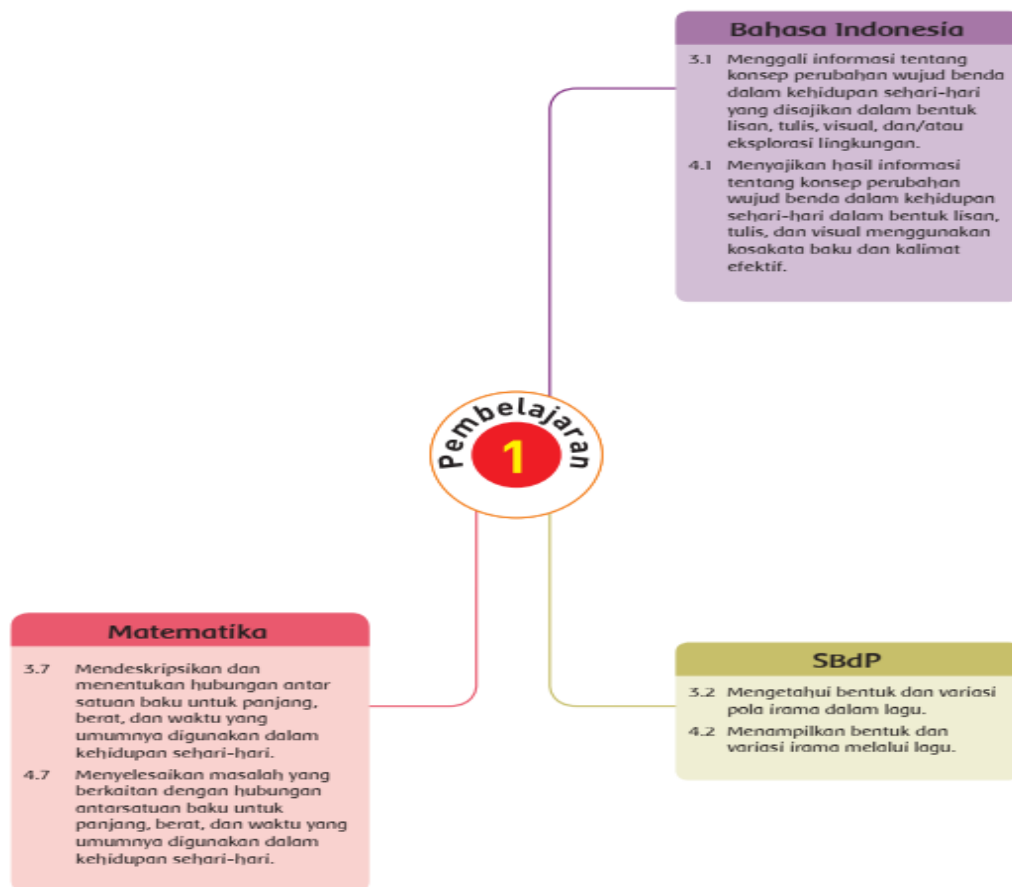 Bahasa Indonesia
3.1 Menggali informasi tentang
konsep perubahan wujud benda
dalam kehidupan sehari-hari
yang disajikan dalam bentuk
lisan, tulis, visual, dan/atau
eksplorasi lingkungan.
4.1 Menyajikan hasil informasi
tentang konsep perubahan
wujud benda dalam kehidupan
sehari-hari dalam bentuk lisan,
tulis, dan visual menggunakan
kosakata baku dan kalimat
efektif.
Pembelajaran
1
Matematika
3.7 Mendeskripsikan dan
menentukan hubungan antar
satuan baku untuk panjang,
berat, dan waktu yang
umumnya digunakan dalam
kehidupan sehari-hari.
4.7 Menyelesaikan masalah yang
berkaitan dengan hubungan
antarsatuan baku untuk
panjang, berat, dan waktu yang
umumnya digunakan dalam
kehidupan sehari-hari.
SBdP
3.2 Mengetahui bentuk dan variasi
pola irama dalam lagu.
4.2 Menampilkan bentuk dan
variasi irama melalui lagu.